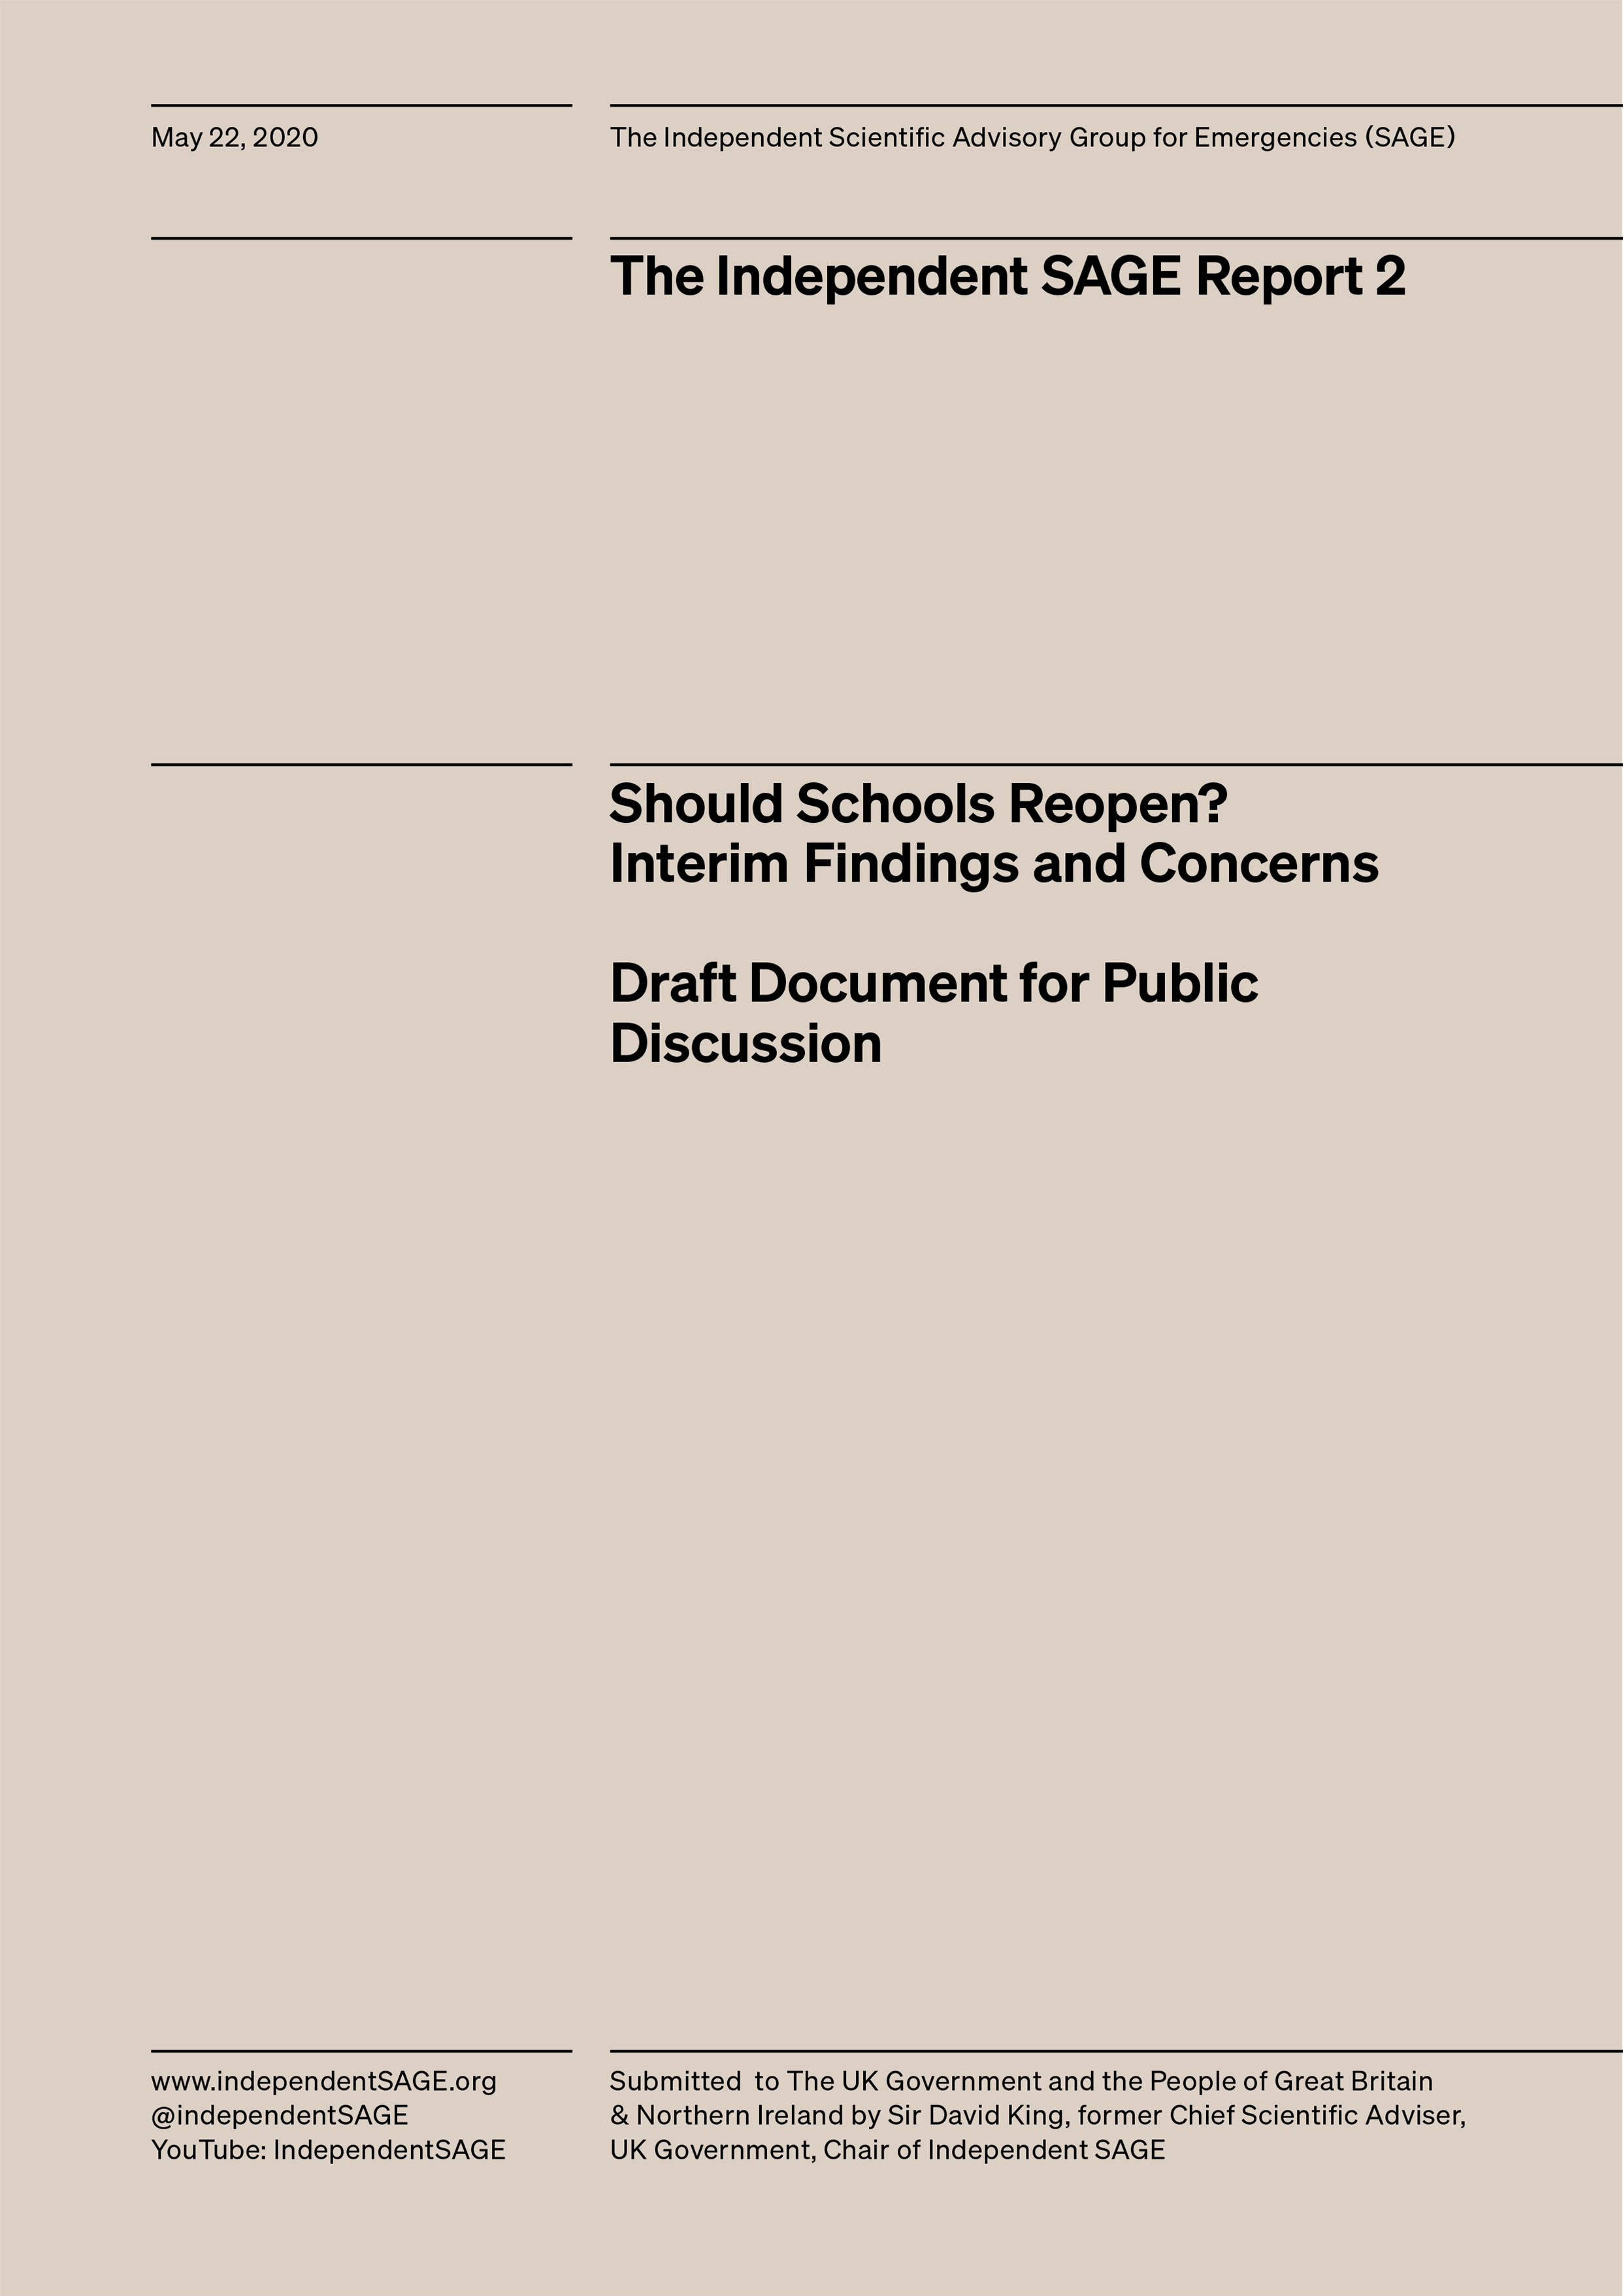 May 22, 2020
The Independent Scientific Advisory Group for Emergencies (SAGE)
The Independent SAGE Report 2
Should Schools Reopen?
Interim Findings and Concerns
Draft Document for Public
Discussion
www.independentSAGE.org
@independentSAGE
YouTube: IndependentSAGE
Submitted  to The UK Government and the People of Great Britain
& Northern Ireland by Sir David King, former Chief Scientific Adviser,
UK Government, Chair of Independent SAGE